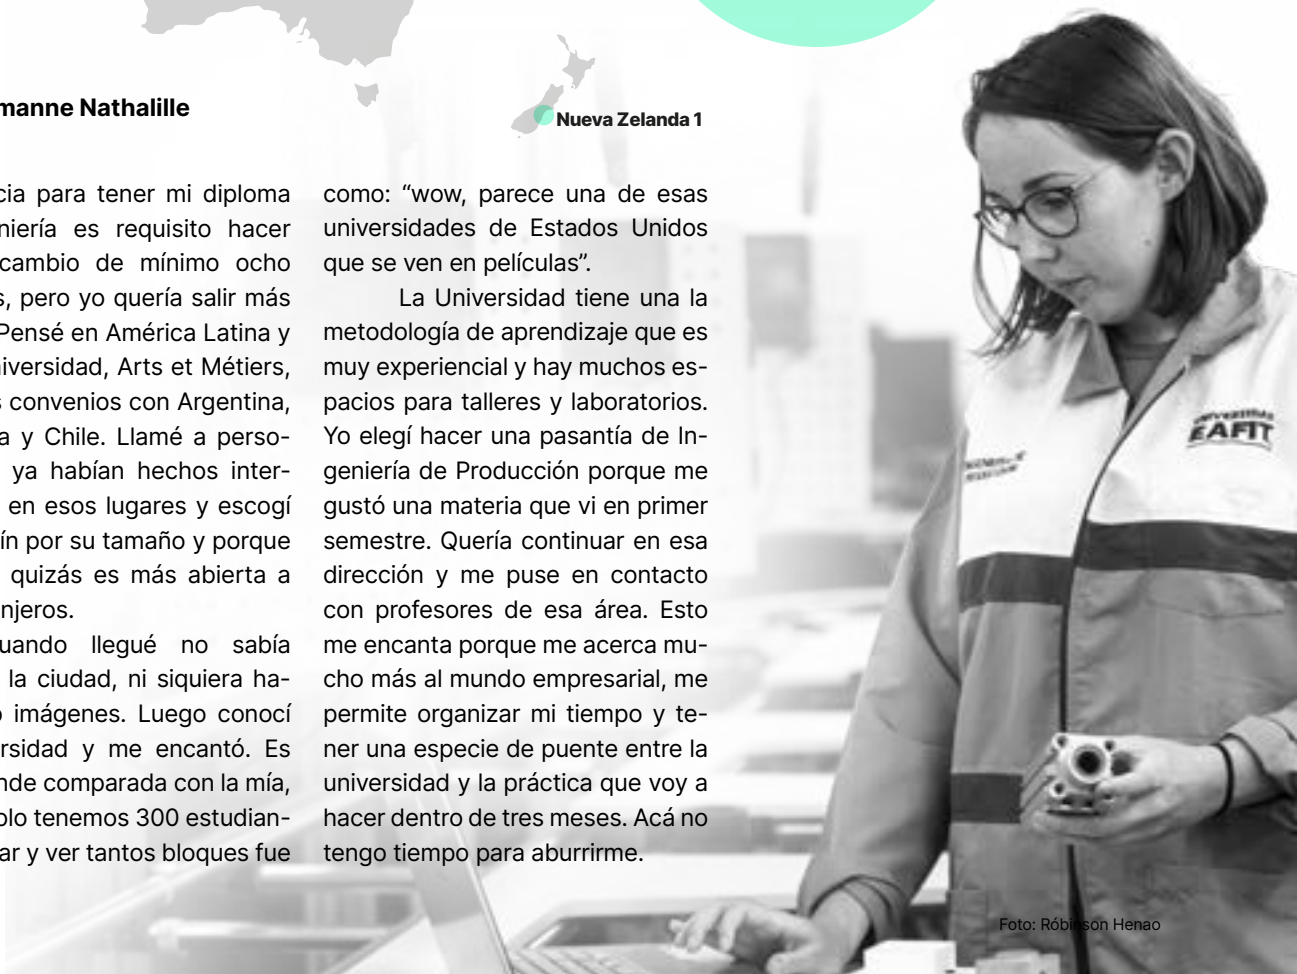 manne Nathalille
Nueva Zelanda 1
cia para tener mi diploma
niería es requisito hacer
cambio de mínimo ocho
s, pero yo quería salir más
Pensé en América Latina y
iversidad, Arts et Métiers,
s convenios con Argentina,
a y Chile. Llamé a perso-
ya habían hechos inter-
en esos lugares y escogí
ín por su tamaño y porque
quizás es más abierta a
njeros.
uando llegué no sabía
la ciudad, ni siquiera ha-
o imágenes. Luego conocí
rsidad y me encantó. Es
nde comparada con la mía,
olo tenemos 300 estudian-
ar y ver tantos bloques fue
como: “wow, parece una de esas
universidades de Estados Unidos
que se ven en películas”.
La Universidad tiene una la
metodología de aprendizaje que es
muy experiencial y hay muchos es-
pacios para talleres y laboratorios.
Yo elegí hacer una pasantía de In-
geniería de Producción porque me
gustó una materia que vi en primer
semestre. Quería continuar en esa
dirección y me puse en contacto
con profesores de esa área. Esto
me encanta porque me acerca mu-
cho más al mundo empresarial, me
permite organizar mi tiempo y te-
ner una especie de puente entre la
universidad y la práctica que voy a
hacer dentro de tres meses. Acá no
tengo tiempo para aburrirme.
UNIVERSIDAD
EAFIT
Foto: Róbinson Henao